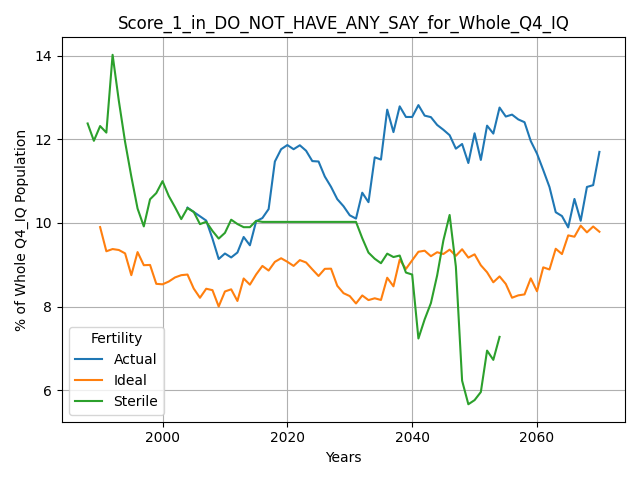 Score_1_in_DO_NOT_HAVE_ANY_SAY_for_Whole_Q4_IQ
% of Whole Q4_IQ Population
14
12
10
8
6
Fertility
Actual
Ideal
Sterile
2000
2020
2040
2060
Years